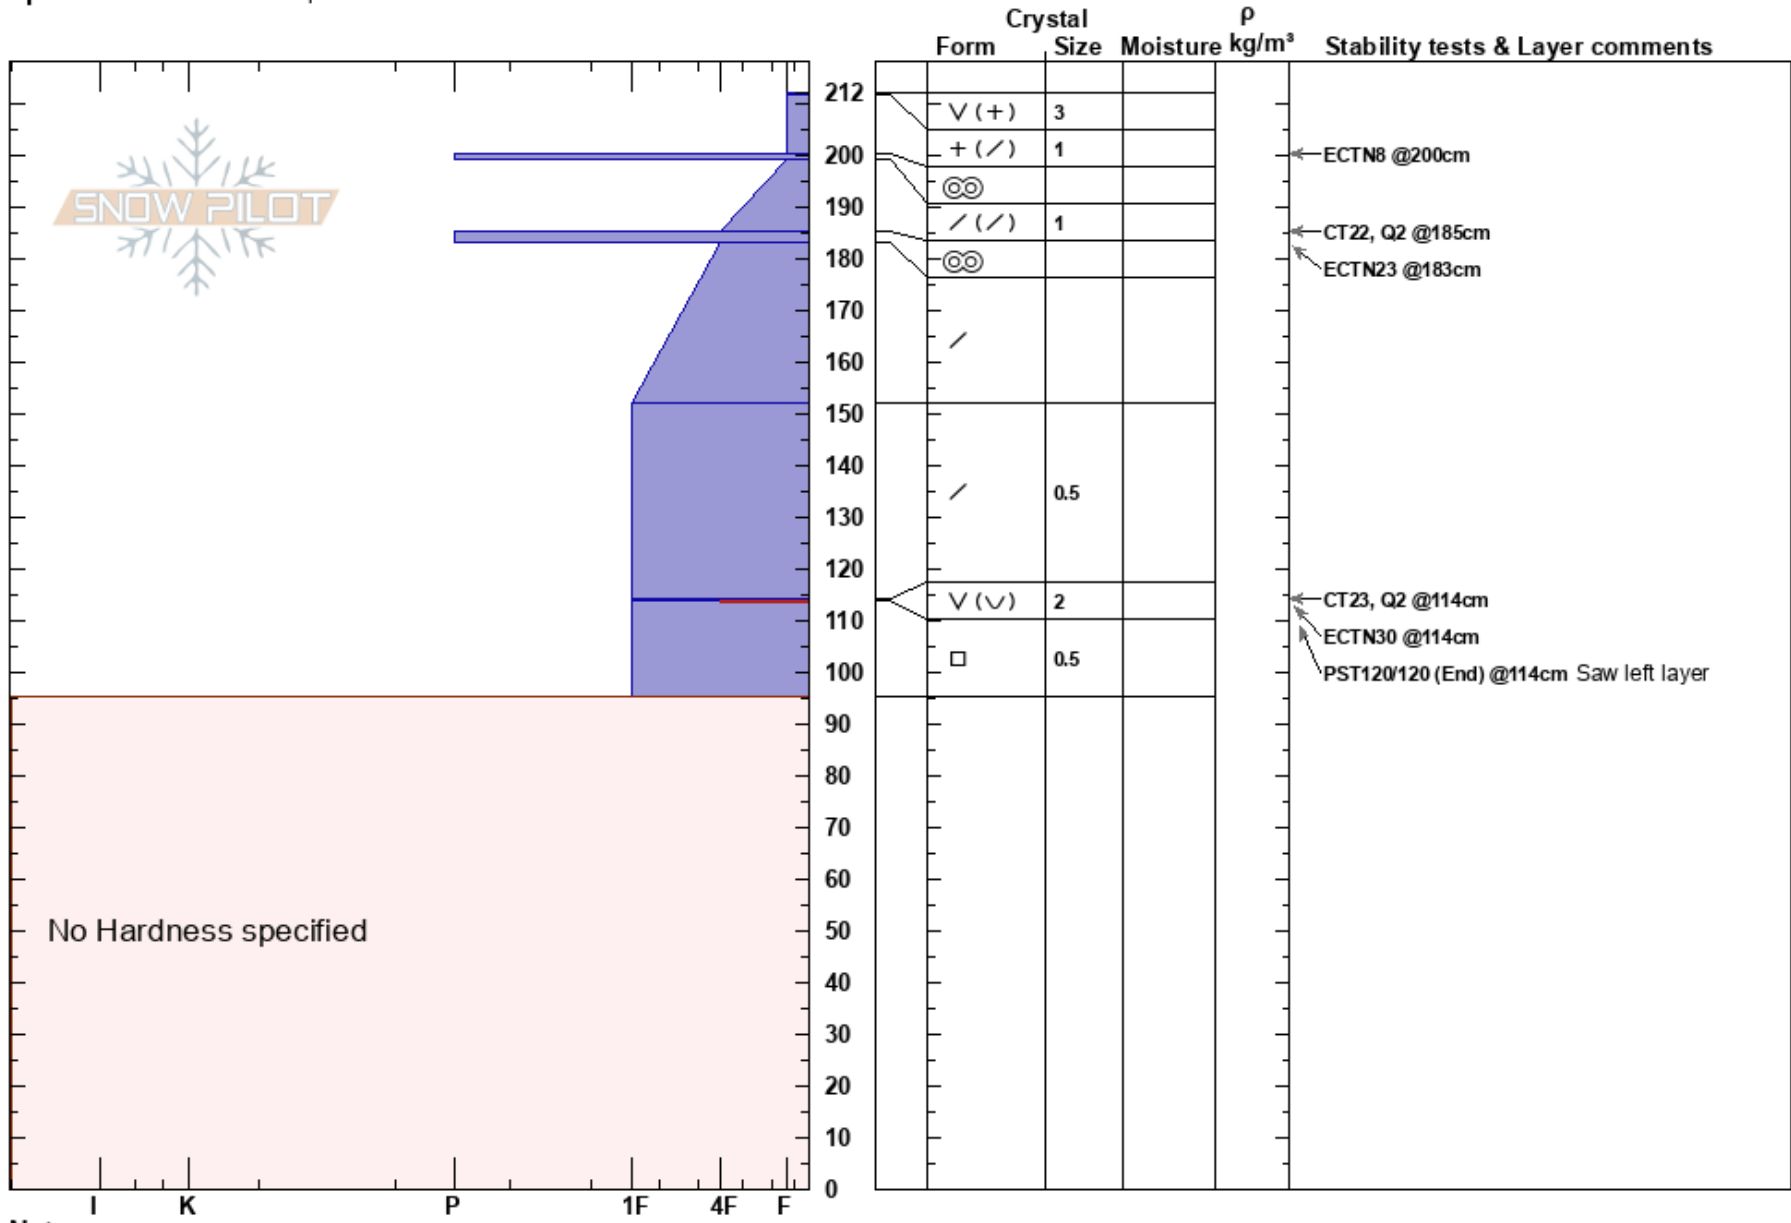 Crystal ρ
Form Size Moisture kg/m³ Stability tests & Layer comments
SNOW PILOT
212
V (+) 3
+ (/) 1
200
ECTN8 @200cm
190
/ (/) 1
CT22, Q2 @185cm
180
ECTN23 @183cm
170
/
160
150
140
/ 0.5
130
120
V (∨) 2
CT23, Q2 @114cm
110
ECTN30 @114cm
0.5
100
PST120/120 (End) @114cm Saw left layer
90
80
70
60
No Hardness specified
50
40
30
20
10
0
I K P 1F 4F F